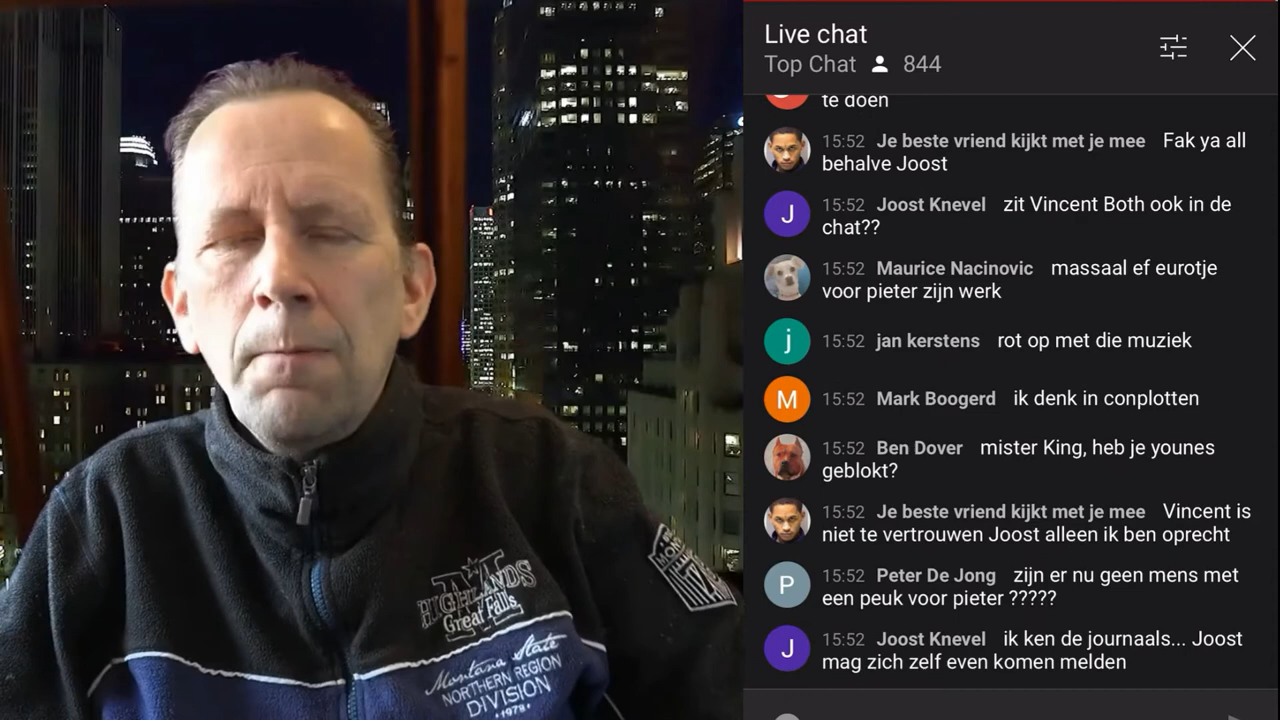 Live chat
Top Chat 844
te doen
15:52 Je beste vriend kijkt met je mee Fak ya all
behalve Joost
J 15:52 Joost Knevel zit Vincent Both ook in de
chat??
15:52 Maurice Nacinovic massaal ef eurotje
voor pieter zijn werk
j 15:52 jan kerstens rot op met die muziek
M 15:52 Mark Boogerd ik denk in conplotten
15:52 Ben Dover mister King, heb je younes
geblokt?
15:52 Je beste vriend kijkt met je mee Vincent is
niet te vertrouwen Joost alleen ik ben oprecht
P 15:52 Peter De Jong zijn er nu geen mens met
een peuk voor pieter ?????
J 15:52 Joost Knevel ik ken de journaals... Joost
mag zich zelf even komen melden
M
HIGHLANDS
Great Falls
Montana State
NORTHERN REGION
DIVISION
•1978•